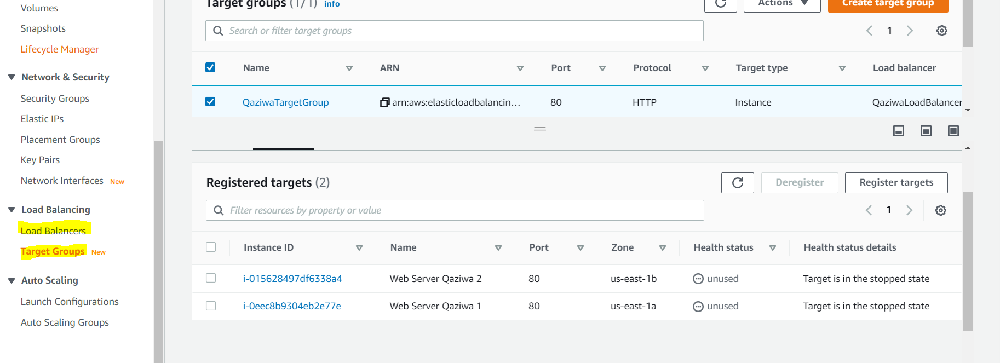 Volumes
Snapshots
Lifecycle Manager
Network & Security
Security Groups
Elastic IPs
Placement Groups
Key Pairs
Network Interfaces New
Load Balancing
Load Balancers
Target Groups New
Auto Scaling
Launch Configurations
Auto Scaling Groups
Target groups (1/1) info
Actions
Create target group
Search or filter target groups
1
Name ARN Port Protocol Target type Load balancer
QaziwaTargetGroup arn:aws:elasticloadbalancin... 80 HTTP Instance QaziwaLoadBalancer
Registered targets (2)
Deregister
Register targets
Filter resources by property or value
1
Instance ID Name Port Zone Health status Health status details
i-015628497df6338a4 Web Server Qaziwa 2 80 us-east-1b unused Target is in the stopped state
i-0eec8b9304eb2e77e Web Server Qaziwa 1 80 us-east-1a unused Target is in the stopped state